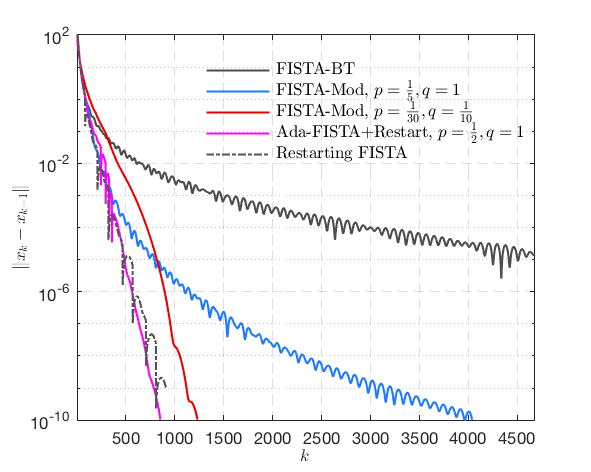 10^2
10^-2
10^-6
10^-10
‖x_k − x_{k−1}‖
FISTA-BT
FISTA-Mod, p = 1/5, q = 1
FISTA-Mod, p = 1/30, q = 1/10
Ada-FISTA+Restart, p = 1/2, q = 1
Restarting FISTA
500 1000 1500 2000 2500 3000 3500 4000 4500
k